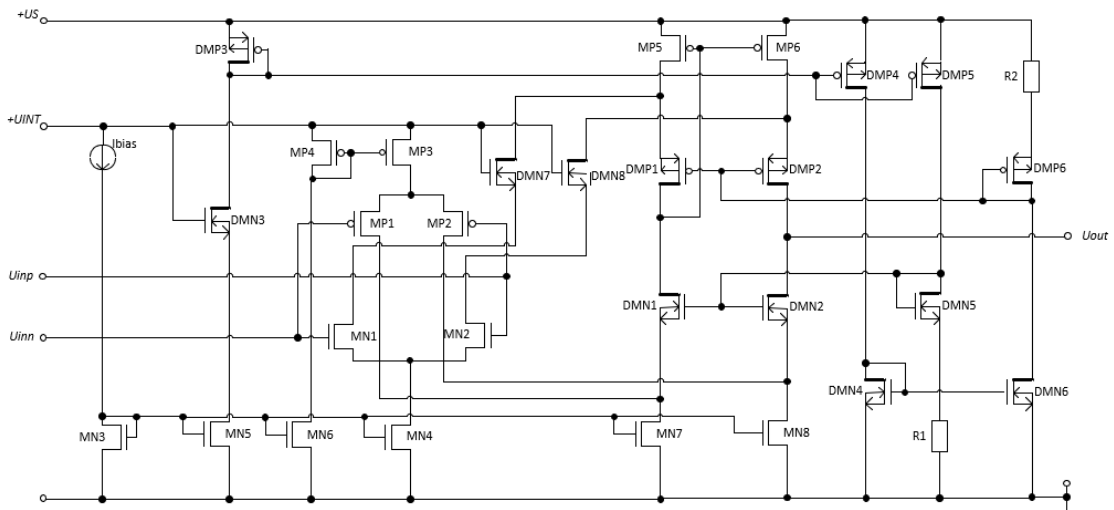 +US
DMP3
MP5
MP6
DMP4
DMP5
R2
+UINT
Ibias
MP4
MP3
DMN7
DMN8
DMP1
DMP2
DMP6
DMN3
MP1
MP2
Uout
Uinp
DMN1
DMN2
DMN5
Uinn
MN1
MN2
DMN4
DMN6
MN3
MN5
MN6
MN4
MN7
MN8
R1